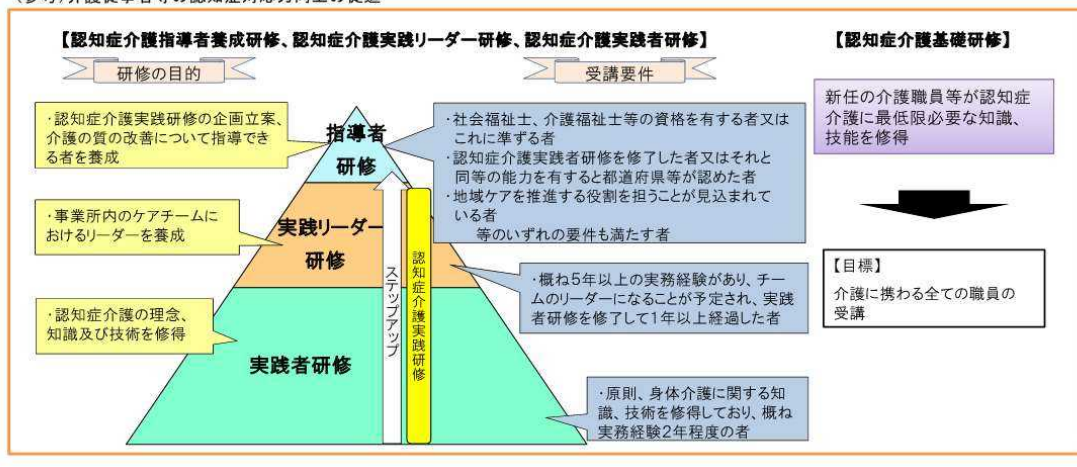 (参考)介護従事者等の認知症対応力向上の促進
【認知症介護指導者養成研修、認知症介護実践リーダー研修、認知症介護実践者研修】
研修の目的
受講要件
・認知症介護実践研修の企画立案、
介護の質の改善について指導でき
る者を養成
・事業所内のケアチームに
おけるリーダーを養成
・認知症介護の理念、
知識及び技術を修得
指導者
研修
実践リーダー
研修
実践者研修
ステップアップ
認知症介護実践研修
・社会福祉士、介護福祉士等の資格を有する者又は
これに準ずる者
・認知症介護実践者研修を修了した者又はそれと
同等の能力を有すると都道府県等が認めた者
・地域ケアを推進する役割を担うことが見込まれて
いる者
等のいずれの要件も満たす者
・概ね5年以上の実務経験があり、チー
ムのリーダーになることが予定され、実践
者研修を修了して1年以上経過した者
・原則、身体介護に関する知
識、技術を修得しており、概ね
実務経験2年程度の者
【認知症介護基礎研修】
新任の介護職員等が認知症
介護に最低限必要な知識、
技能を修得
【目標】
介護に携わる全ての職員の
受講